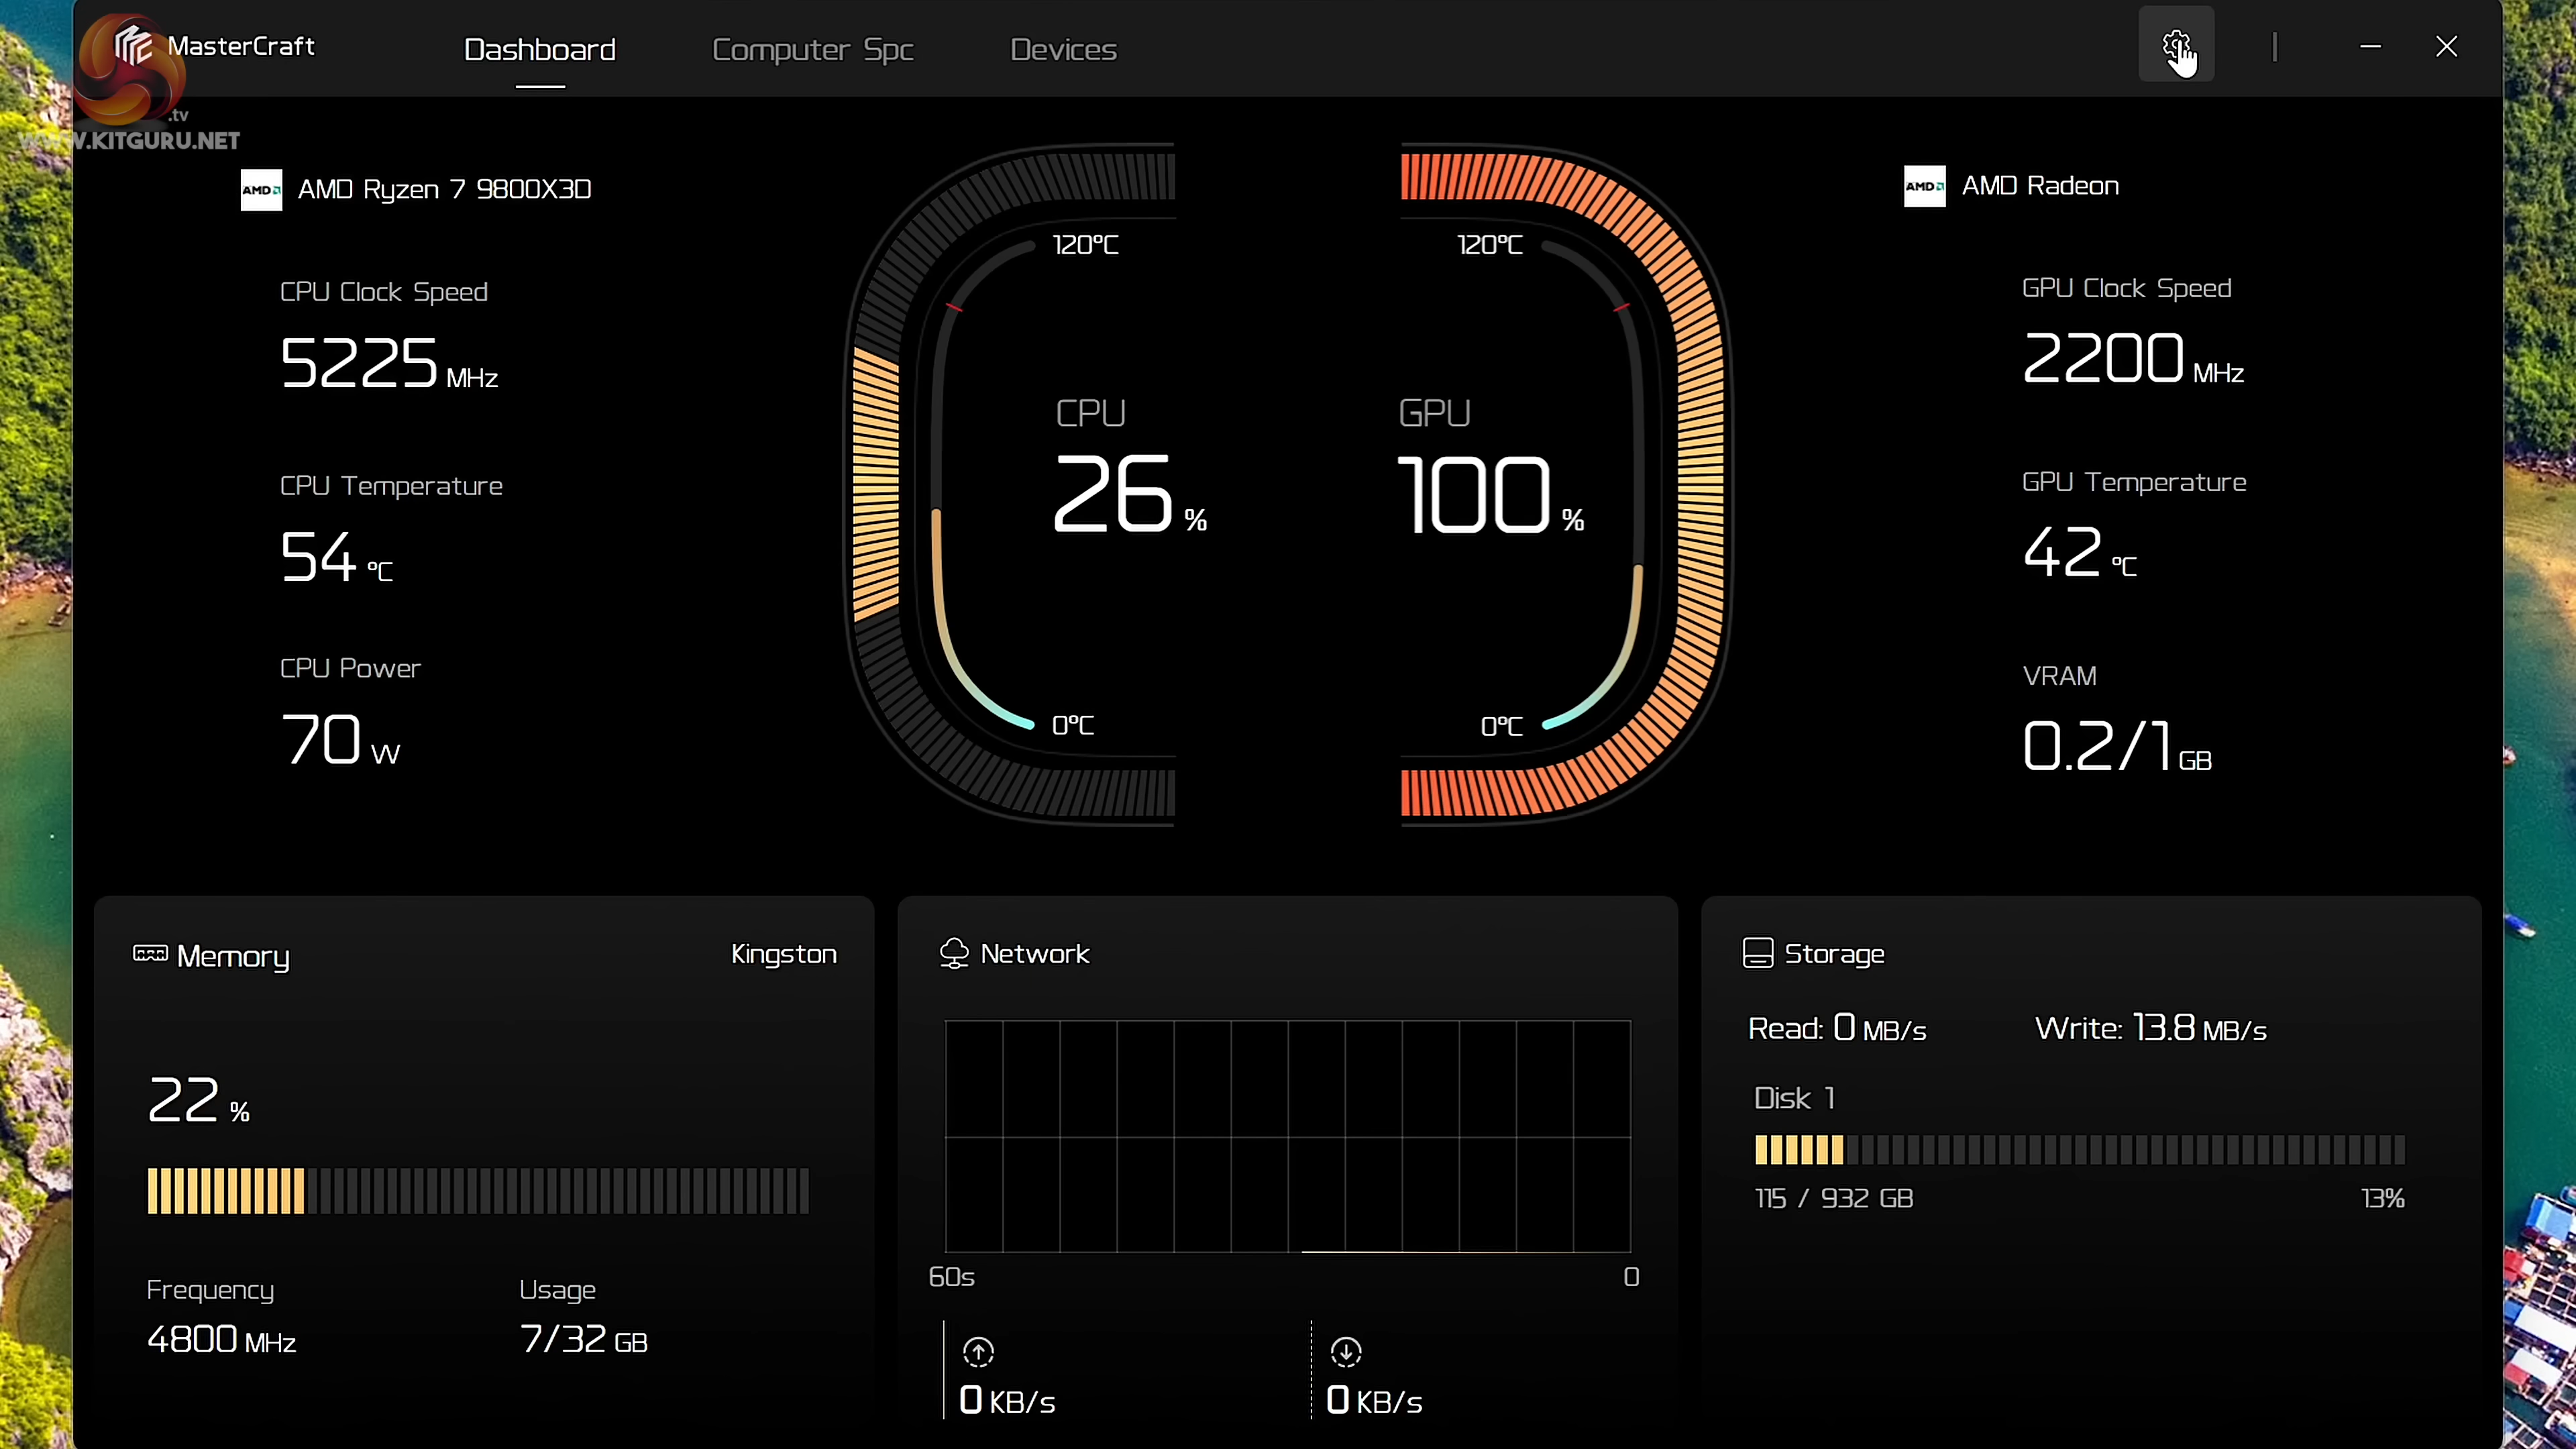 MasterCraft
Dashboard
Computer Spc
Devices
.tv
WWW.KITGURU.NET
AMD AMD Ryzen 7 9800X3D
CPU Clock Speed
5225 MHz
CPU Temperature
54 °C
CPU Power
70 W
120°C
CPU
26 %
0°C
120°C
GPU
100 %
0°C
AMD AMD Radeon
GPU Clock Speed
2200 MHz
GPU Temperature
42 °C
VRAM
0.2/1 GB
Memory
Kingston
22 %
Frequency
4800 MHz
Usage
7/32 GB
Network
60s
0
0 KB/s
0 KB/s
Storage
Read: 0 MB/s
Write: 13.8 MB/s
Disk 1
115 / 932 GB
13%